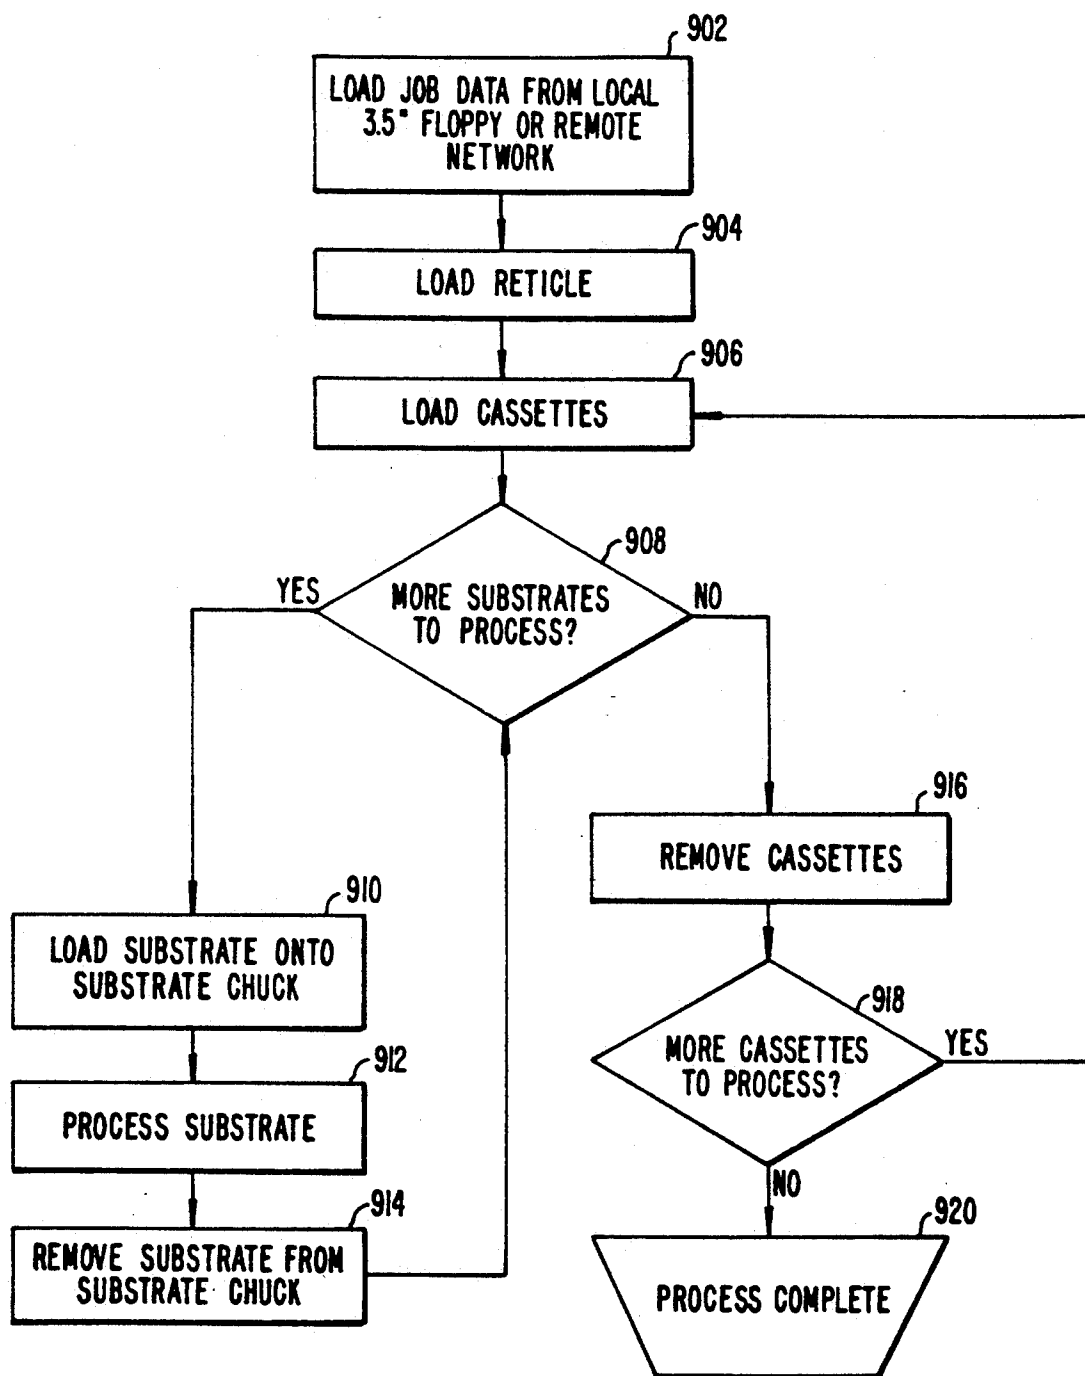 902
LOAD JOB DATA FROM LOCAL
3.5" FLOPPY OR REMOTE
NETWORK
904
LOAD RETICLE
906
LOAD CASSETTES
908
MORE SUBSTRATES
TO PROCESS?
YES
NO
910
LOAD SUBSTRATE ONTO
SUBSTRATE CHUCK
912
PROCESS SUBSTRATE
914
REMOVE SUBSTRATE FROM
SUBSTRATE CHUCK
916
REMOVE CASSETTES
918
MORE CASSETTES
TO PROCESS?
YES
NO
920
PROCESS COMPLETE